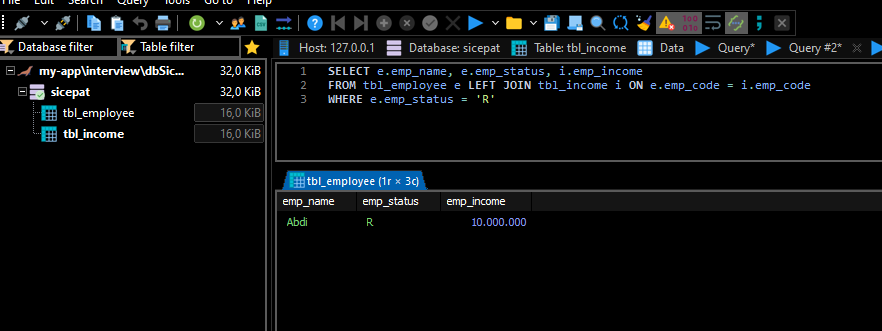 File Edit Search Query Tools Go to Help
Database filter Table filter
Host: 127.0.0.1 Database: sicepat Table: tbl_income Data Query* Query #2*
my-app\interview\dbSic... 32,0 KiB
sicepat 32,0 KiB
tbl_employee 16,0 KiB
tbl_income 16,0 KiB
1 SELECT e.emp_name, e.emp_status, i.emp_income
2 FROM tbl_employee e LEFT JOIN tbl_income i ON e.emp_code = i.emp_code
3 WHERE e.emp_status = 'R'
tbl_employee (1r × 3c)
emp_name emp_status emp_income
Abdi R 10.000.000